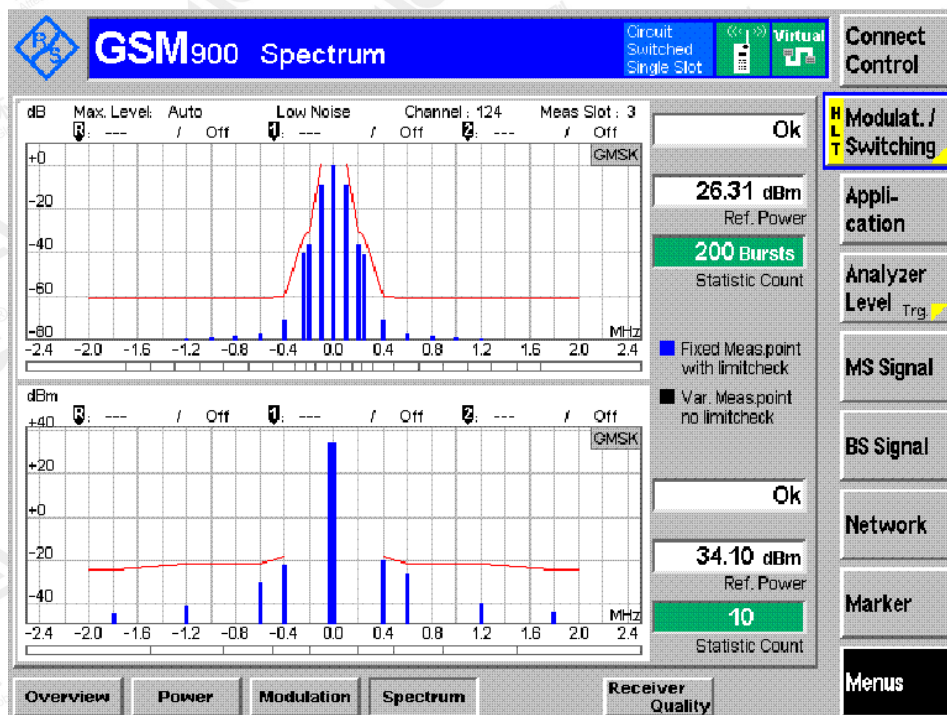 R/S GSM900 Spectrum
Circuit
Switched
Single Slot
Virtual
Connect
Control
dB Max. Level: Auto Low Noise Channel : 124 Meas Slot : 3
R: --- / Off 1: --- / Off 2: --- / Off
GMSK
+0
-20
-40
-60
-80
MHz
-2.4 -2.0 -1.6 -1.2 -0.8 -0.4 0.0 0.4 0.8 1.2 1.6 2.0 2.4
Ok
26.31 dBm
Ref. Power
200 Bursts
Statistic Count
Fixed Meas.point
with limitcheck
Var. Meas.point
no limitcheck
dBm
R: --- / Off 1: --- / Off 2: --- / Off
GMSK
+40
+20
+0
-20
-40
MHz
-2.4 -2.0 -1.6 -1.2 -0.8 -0.4 0.0 0.4 0.8 1.2 1.6 2.0 2.4
Ok
34.10 dBm
Ref. Power
10
Statistic Count
HLT
Modulat. /
Switching
Appli-
cation
Analyzer
Level Trg.
MS Signal
BS Signal
Network
Marker
Menus
Overview
Power
Modulation
Spectrum
Receiver
Quality